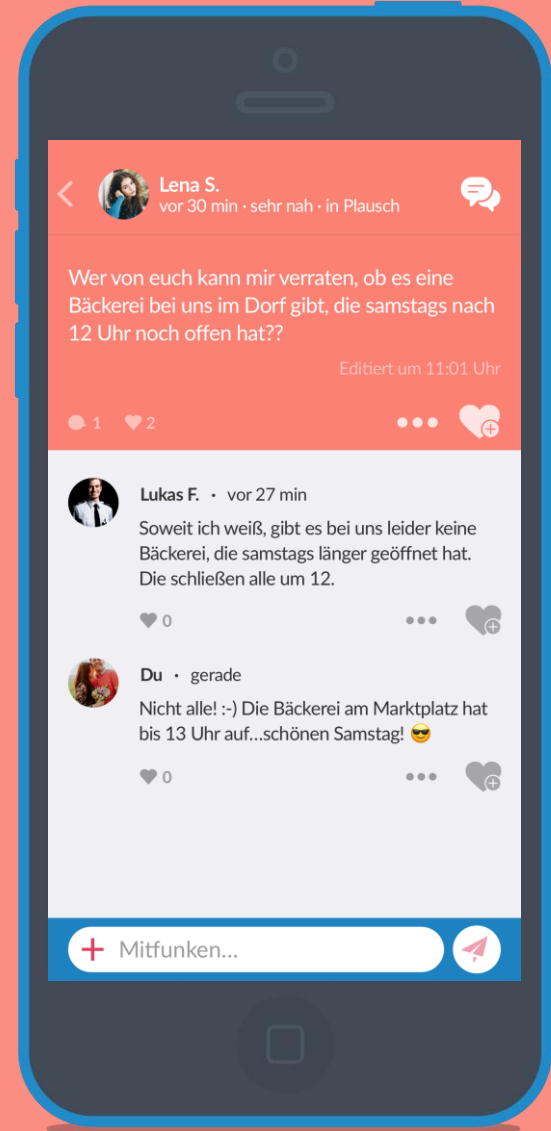 Lena S.
vor 30 min · sehr nah · in Plausch
Wer von euch kann mir verraten, ob es eine
Bäckerei bei uns im Dorf gibt, die samstags nach
12 Uhr noch offen hat??
Editiert um 11:01 Uhr
1 2
Lukas F. · vor 27 min
Soweit ich weiß, gibt es bei uns leider keine
Bäckerei, die samstags länger geöffnet hat.
Die schließen alle um 12.
0
Du · gerade
Nicht alle! :-) Die Bäckerei am Marktplatz hat
bis 13 Uhr auf...schönen Samstag! 😎
0
Mitfunken...